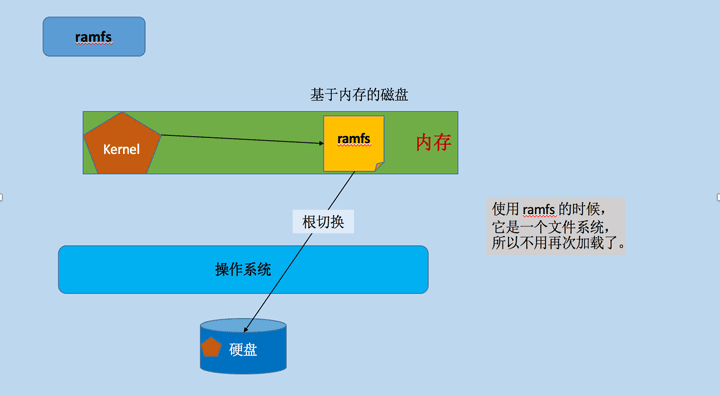 ramfs
基于内存的磁盘
Kernel
ramfs
内存
根切换
使用 ramfs 的时候，
它是一个文件系统，
所以不用再次加载了。
操作系统
硬盘